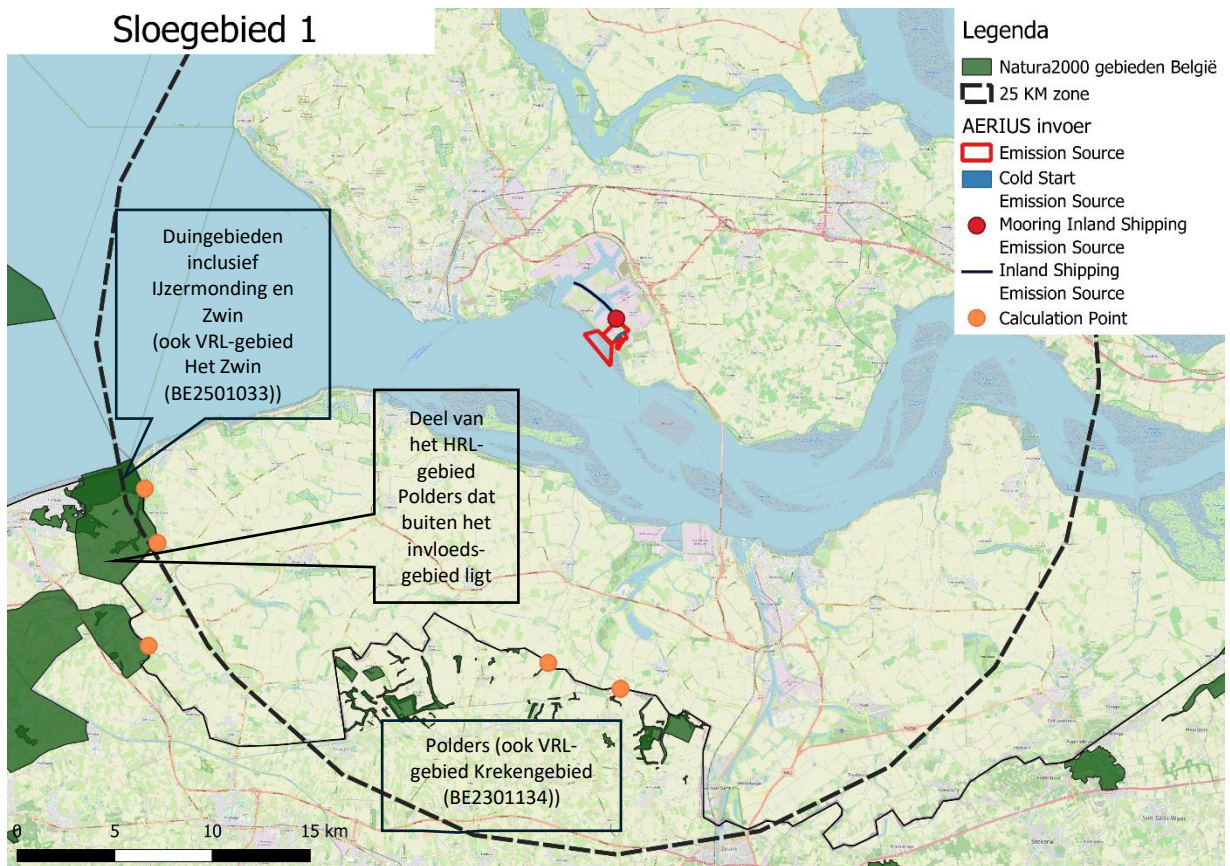 Sloegebied 1
Legenda
Natura2000 gebieden België
25 KM zone
AERIUS invoer
Emission Source
Cold Start
Emission Source
Mooring Inland Shipping
Emission Source
Inland Shipping
Emission Source
Calculation Point
Duingebieden
inclusief
IJzermonding en
Zwin
(ook VRL-gebied
Het Zwin
(BE2501033))
Deel van
het HRL-
gebied
Polders dat
buiten het
invloeds-
gebied ligt
Polders (ook VRL-
gebied Krekengebied
(BE2301134))
0 5 10 15 km